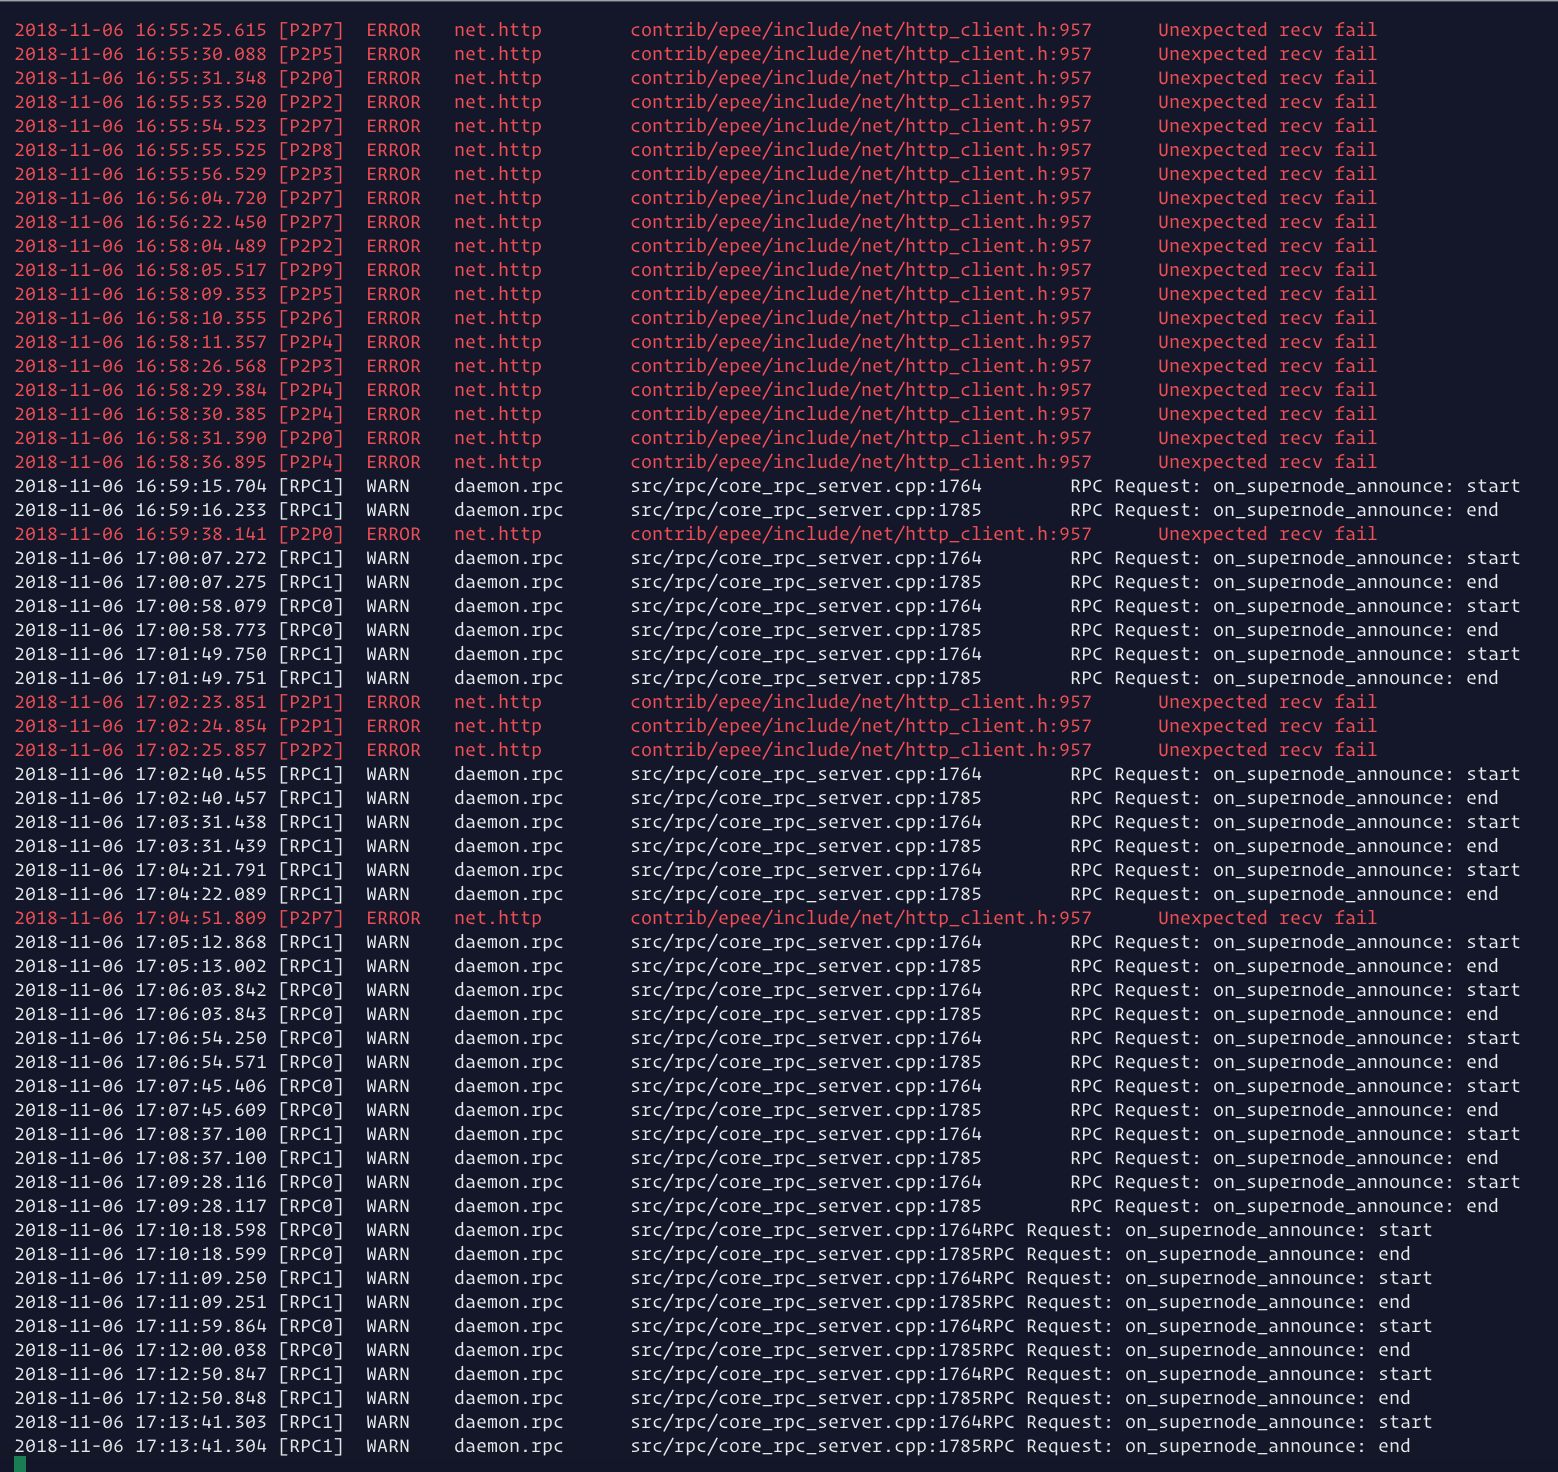 2018-11-06 16:55:25.615 [P2P7]  ERROR   net.http        contrib/epee/include/net/http_client.h:957      Unexpected recv fail
2018-11-06 16:55:30.088 [P2P5]  ERROR   net.http        contrib/epee/include/net/http_client.h:957      Unexpected recv fail
2018-11-06 16:55:31.348 [P2P0]  ERROR   net.http        contrib/epee/include/net/http_client.h:957      Unexpected recv fail
2018-11-06 16:55:53.520 [P2P2]  ERROR   net.http        contrib/epee/include/net/http_client.h:957      Unexpected recv fail
2018-11-06 16:55:54.523 [P2P7]  ERROR   net.http        contrib/epee/include/net/http_client.h:957      Unexpected recv fail
2018-11-06 16:55:55.525 [P2P8]  ERROR   net.http        contrib/epee/include/net/http_client.h:957      Unexpected recv fail
2018-11-06 16:55:56.529 [P2P3]  ERROR   net.http        contrib/epee/include/net/http_client.h:957      Unexpected recv fail
2018-11-06 16:56:04.720 [P2P7]  ERROR   net.http        contrib/epee/include/net/http_client.h:957      Unexpected recv fail
2018-11-06 16:56:22.450 [P2P7]  ERROR   net.http        contrib/epee/include/net/http_client.h:957      Unexpected recv fail
2018-11-06 16:58:04.489 [P2P2]  ERROR   net.http        contrib/epee/include/net/http_client.h:957      Unexpected recv fail
2018-11-06 16:58:05.517 [P2P9]  ERROR   net.http        contrib/epee/include/net/http_client.h:957      Unexpected recv fail
2018-11-06 16:58:09.353 [P2P5]  ERROR   net.http        contrib/epee/include/net/http_client.h:957      Unexpected recv fail
2018-11-06 16:58:10.355 [P2P6]  ERROR   net.http        contrib/epee/include/net/http_client.h:957      Unexpected recv fail
2018-11-06 16:58:11.357 [P2P4]  ERROR   net.http        contrib/epee/include/net/http_client.h:957      Unexpected recv fail
2018-11-06 16:58:26.568 [P2P3]  ERROR   net.http        contrib/epee/include/net/http_client.h:957      Unexpected recv fail
2018-11-06 16:58:29.384 [P2P4]  ERROR   net.http        contrib/epee/include/net/http_client.h:957      Unexpected recv fail
2018-11-06 16:58:30.385 [P2P4]  ERROR   net.http        contrib/epee/include/net/http_client.h:957      Unexpected recv fail
2018-11-06 16:58:31.390 [P2P0]  ERROR   net.http        contrib/epee/include/net/http_client.h:957      Unexpected recv fail
2018-11-06 16:58:36.895 [P2P4]  ERROR   net.http        contrib/epee/include/net/http_client.h:957      Unexpected recv fail
2018-11-06 16:59:15.704 [RPC1]  WARN    daemon.rpc      src/rpc/core_rpc_server.cpp:1764        RPC Request: on_supernode_announce: start
2018-11-06 16:59:16.233 [RPC1]  WARN    daemon.rpc      src/rpc/core_rpc_server.cpp:1785        RPC Request: on_supernode_announce: end
2018-11-06 16:59:38.141 [P2P0]  ERROR   net.http        contrib/epee/include/net/http_client.h:957      Unexpected recv fail
2018-11-06 17:00:07.272 [RPC1]  WARN    daemon.rpc      src/rpc/core_rpc_server.cpp:1764        RPC Request: on_supernode_announce: start
2018-11-06 17:00:07.275 [RPC1]  WARN    daemon.rpc      src/rpc/core_rpc_server.cpp:1785        RPC Request: on_supernode_announce: end
2018-11-06 17:00:58.079 [RPC0]  WARN    daemon.rpc      src/rpc/core_rpc_server.cpp:1764        RPC Request: on_supernode_announce: start
2018-11-06 17:00:58.773 [RPC0]  WARN    daemon.rpc      src/rpc/core_rpc_server.cpp:1785        RPC Request: on_supernode_announce: end
2018-11-06 17:01:49.750 [RPC1]  WARN    daemon.rpc      src/rpc/core_rpc_server.cpp:1764        RPC Request: on_supernode_announce: start
2018-11-06 17:01:49.751 [RPC1]  WARN    daemon.rpc      src/rpc/core_rpc_server.cpp:1785        RPC Request: on_supernode_announce: end
2018-11-06 17:02:23.851 [P2P1]  ERROR   net.http        contrib/epee/include/net/http_client.h:957      Unexpected recv fail
2018-11-06 17:02:24.854 [P2P1]  ERROR   net.http        contrib/epee/include/net/http_client.h:957      Unexpected recv fail
2018-11-06 17:02:25.857 [P2P2]  ERROR   net.http        contrib/epee/include/net/http_client.h:957      Unexpected recv fail
2018-11-06 17:02:40.455 [RPC1]  WARN    daemon.rpc      src/rpc/core_rpc_server.cpp:1764        RPC Request: on_supernode_announce: start
2018-11-06 17:02:40.457 [RPC1]  WARN    daemon.rpc      src/rpc/core_rpc_server.cpp:1785        RPC Request: on_supernode_announce: end
2018-11-06 17:03:31.438 [RPC1]  WARN    daemon.rpc      src/rpc/core_rpc_server.cpp:1764        RPC Request: on_supernode_announce: start
2018-11-06 17:03:31.439 [RPC1]  WARN    daemon.rpc      src/rpc/core_rpc_server.cpp:1785        RPC Request: on_supernode_announce: end
2018-11-06 17:04:21.791 [RPC1]  WARN    daemon.rpc      src/rpc/core_rpc_server.cpp:1764        RPC Request: on_supernode_announce: start
2018-11-06 17:04:22.089 [RPC1]  WARN    daemon.rpc      src/rpc/core_rpc_server.cpp:1785        RPC Request: on_supernode_announce: end
2018-11-06 17:04:51.809 [P2P7]  ERROR   net.http        contrib/epee/include/net/http_client.h:957      Unexpected recv fail
2018-11-06 17:05:12.868 [RPC1]  WARN    daemon.rpc      src/rpc/core_rpc_server.cpp:1764        RPC Request: on_supernode_announce: start
2018-11-06 17:05:13.002 [RPC1]  WARN    daemon.rpc      src/rpc/core_rpc_server.cpp:1785        RPC Request: on_supernode_announce: end
2018-11-06 17:06:03.842 [RPC0]  WARN    daemon.rpc      src/rpc/core_rpc_server.cpp:1764        RPC Request: on_supernode_announce: start
2018-11-06 17:06:03.843 [RPC0]  WARN    daemon.rpc      src/rpc/core_rpc_server.cpp:1785        RPC Request: on_supernode_announce: end
2018-11-06 17:06:54.250 [RPC0]  WARN    daemon.rpc      src/rpc/core_rpc_server.cpp:1764        RPC Request: on_supernode_announce: start
2018-11-06 17:06:54.571 [RPC0]  WARN    daemon.rpc      src/rpc/core_rpc_server.cpp:1785        RPC Request: on_supernode_announce: end
2018-11-06 17:07:45.406 [RPC0]  WARN    daemon.rpc      src/rpc/core_rpc_server.cpp:1764        RPC Request: on_supernode_announce: start
2018-11-06 17:07:45.609 [RPC0]  WARN    daemon.rpc      src/rpc/core_rpc_server.cpp:1785        RPC Request: on_supernode_announce: end
2018-11-06 17:08:37.100 [RPC1]  WARN    daemon.rpc      src/rpc/core_rpc_server.cpp:1764        RPC Request: on_supernode_announce: start
2018-11-06 17:08:37.100 [RPC1]  WARN    daemon.rpc      src/rpc/core_rpc_server.cpp:1785        RPC Request: on_supernode_announce: end
2018-11-06 17:09:28.116 [RPC0]  WARN    daemon.rpc      src/rpc/core_rpc_server.cpp:1764        RPC Request: on_supernode_announce: start
2018-11-06 17:09:28.117 [RPC0]  WARN    daemon.rpc      src/rpc/core_rpc_server.cpp:1785        RPC Request: on_supernode_announce: end
2018-11-06 17:10:18.598 [RPC0]  WARN    daemon.rpc      src/rpc/core_rpc_server.cpp:1764RPC Request: on_supernode_announce: start
2018-11-06 17:10:18.599 [RPC0]  WARN    daemon.rpc      src/rpc/core_rpc_server.cpp:1785RPC Request: on_supernode_announce: end
2018-11-06 17:11:09.250 [RPC1]  WARN    daemon.rpc      src/rpc/core_rpc_server.cpp:1764RPC Request: on_supernode_announce: start
2018-11-06 17:11:09.251 [RPC1]  WARN    daemon.rpc      src/rpc/core_rpc_server.cpp:1785RPC Request: on_supernode_announce: end
2018-11-06 17:11:59.864 [RPC0]  WARN    daemon.rpc      src/rpc/core_rpc_server.cpp:1764RPC Request: on_supernode_announce: start
2018-11-06 17:12:00.038 [RPC0]  WARN    daemon.rpc      src/rpc/core_rpc_server.cpp:1785RPC Request: on_supernode_announce: end
2018-11-06 17:12:50.847 [RPC1]  WARN    daemon.rpc      src/rpc/core_rpc_server.cpp:1764RPC Request: on_supernode_announce: start
2018-11-06 17:12:50.848 [RPC1]  WARN    daemon.rpc      src/rpc/core_rpc_server.cpp:1785RPC Request: on_supernode_announce: end
2018-11-06 17:13:41.303 [RPC1]  WARN    daemon.rpc      src/rpc/core_rpc_server.cpp:1764RPC Request: on_supernode_announce: start
2018-11-06 17:13:41.304 [RPC1]  WARN    daemon.rpc      src/rpc/core_rpc_server.cpp:1785RPC Request: on_supernode_announce: end